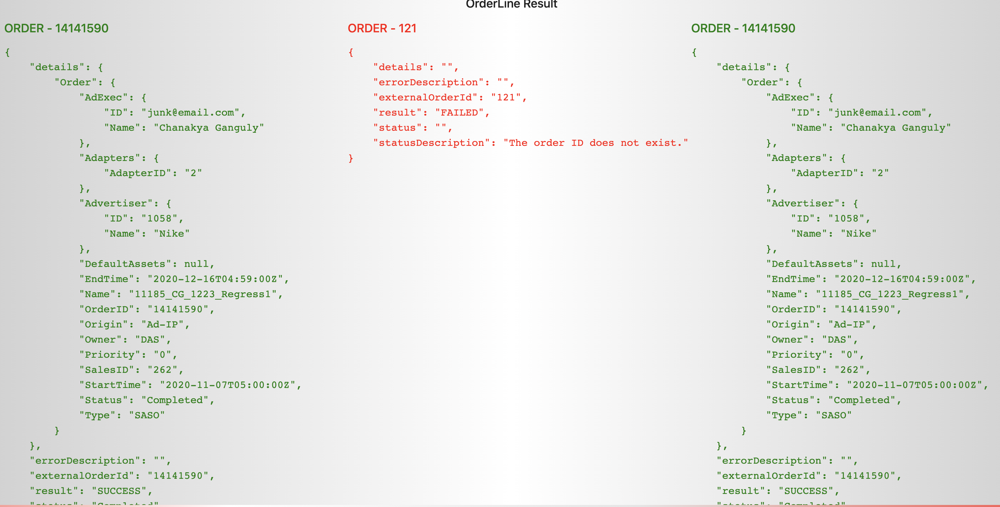 OrderLine Result
ORDER - 14141590
{
"details": {
"Order": {
"AdExec": {
"ID": "junk@email.com",
"Name": "Chanakya Ganguly"
},
"Adapters": {
"AdapterID": "2"
},
"Advertiser": {
"ID": "1058",
"Name": "Nike"
},
"DefaultAssets": null,
"EndTime": "2020-12-16T04:59:00Z",
"Name": "11185_CG_1223_Regress1",
"OrderID": "14141590",
"Origin": "Ad-IP",
"Owner": "DAS",
"Priority": "0",
"SalesID": "262",
"StartTime": "2020-11-07T05:00:00Z",
"Status": "Completed",
"Type": "SASO"
}
},
"errorDescription": "",
"externalOrderId": "14141590",
"result": "SUCCESS",
"status": "Completed"
ORDER - 121
{
"details": "",
"errorDescription": "",
"externalOrderId": "121",
"result": "FAILED",
"status": "",
"statusDescription": "The order ID does not exist."
}
ORDER - 14141590
{
"details": {
"Order": {
"AdExec": {
"ID": "junk@email.com",
"Name": "Chanakya Ganguly"
},
"Adapters": {
"AdapterID": "2"
},
"Advertiser": {
"ID": "1058",
"Name": "Nike"
},
"DefaultAssets": null,
"EndTime": "2020-12-16T04:59:00Z",
"Name": "11185_CG_1223_Regress1",
"OrderID": "14141590",
"Origin": "Ad-IP",
"Owner": "DAS",
"Priority": "0",
"SalesID": "262",
"StartTime": "2020-11-07T05:00:00Z",
"Status": "Completed",
"Type": "SASO"
}
},
"errorDescription": "",
"externalOrderId": "14141590",
"result": "SUCCESS",
"status": "Completed"